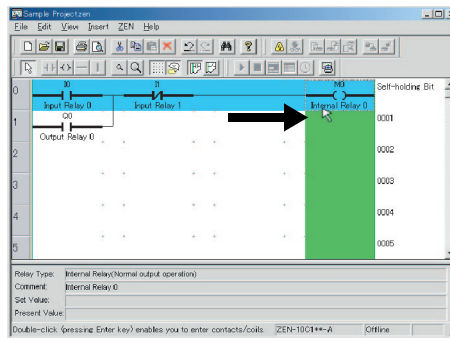 Sample Project.zen
File Edit View Insert ZEN Help
0 I0 I1 M0 Self-holding Bit
Input Relay 0 Input Relay 1 Internal Relay 0
1 Q0 0001
Output Relay 0
2 0002
3 0003
4 0004
5 0005
Relay Type: Internal Relay(Normal output operation)
Comment: Internal Relay 0
Set Value:
Present Value:
Double-click (pressing Enter key) enables you to enter contacts/coils. ZEN-10C1**-A Offline